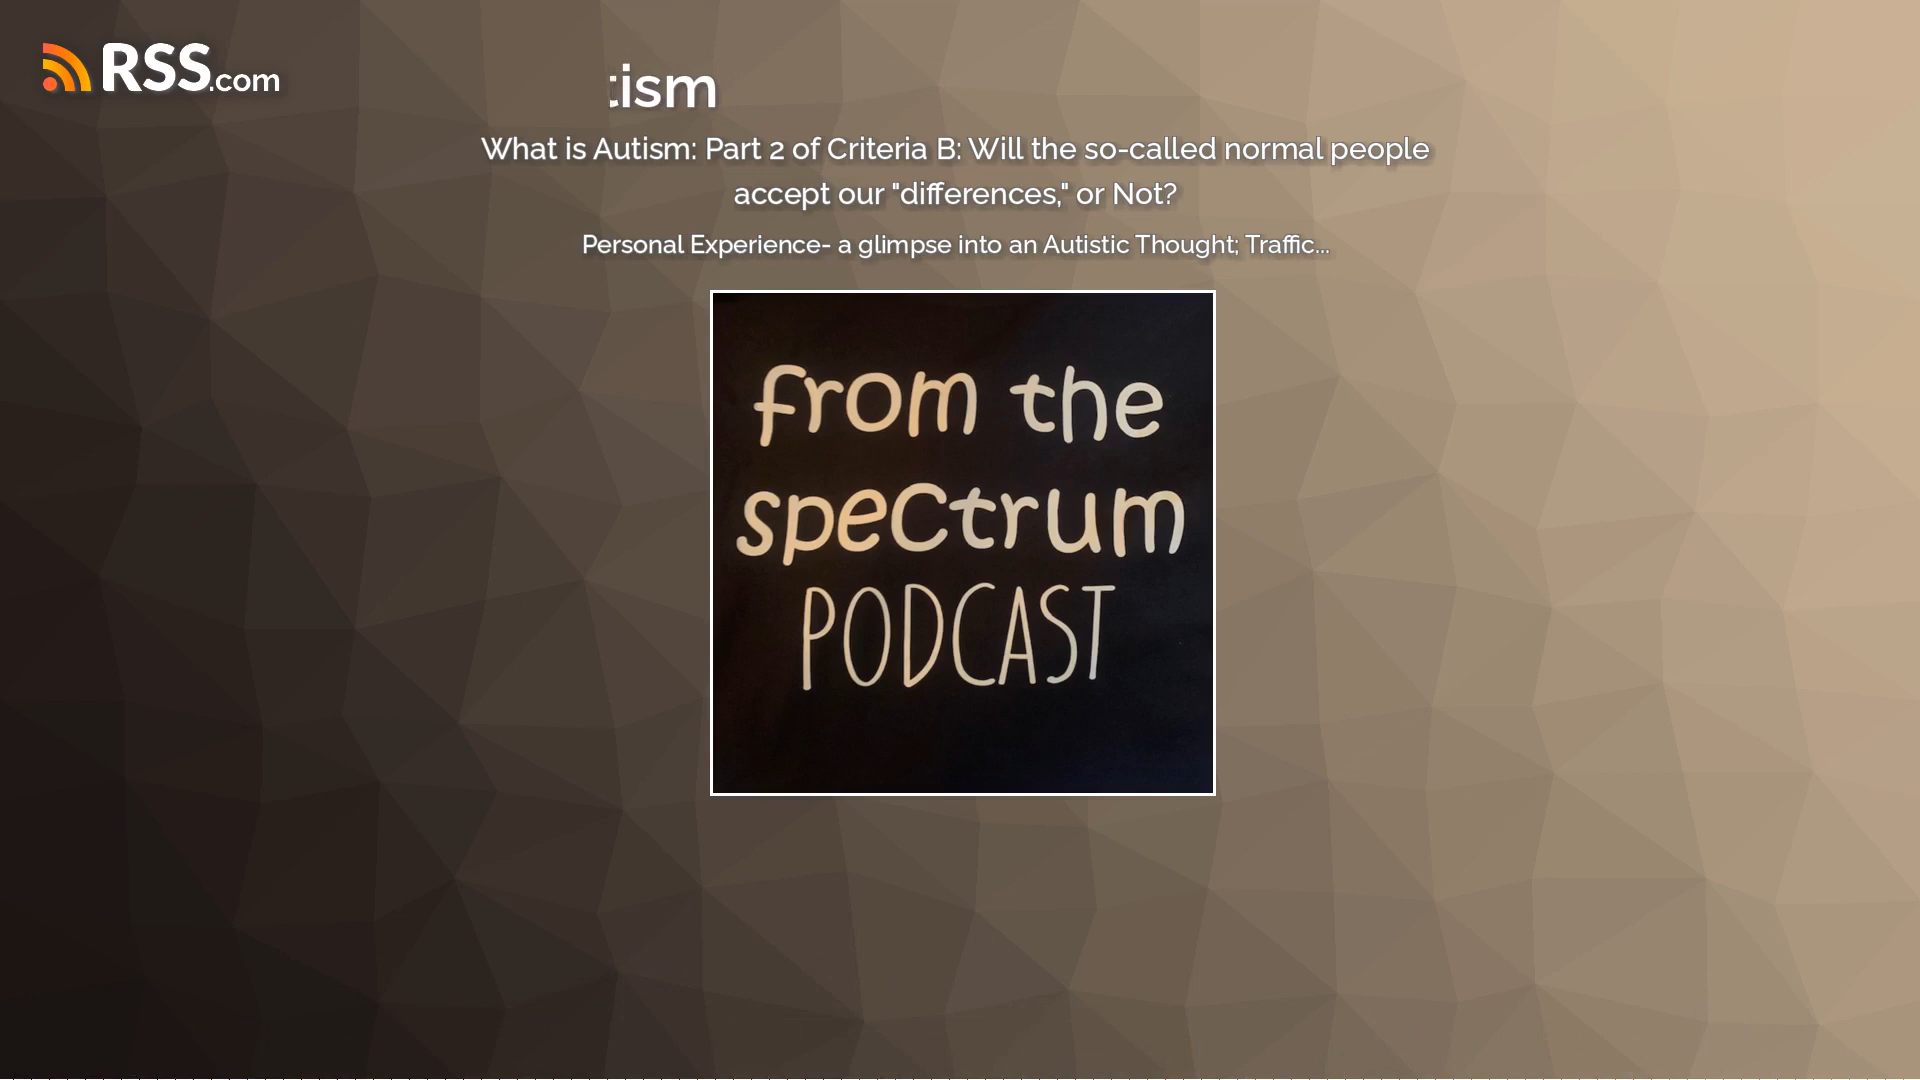 RSS.com
tism
What is Autism: Part 2 of Criteria B: Will the so-called normal people
accept our "differences," or Not?
Personal Experience- a glimpse into an Autistic Thought; Traffic...
from the
spectrum
PODCAST